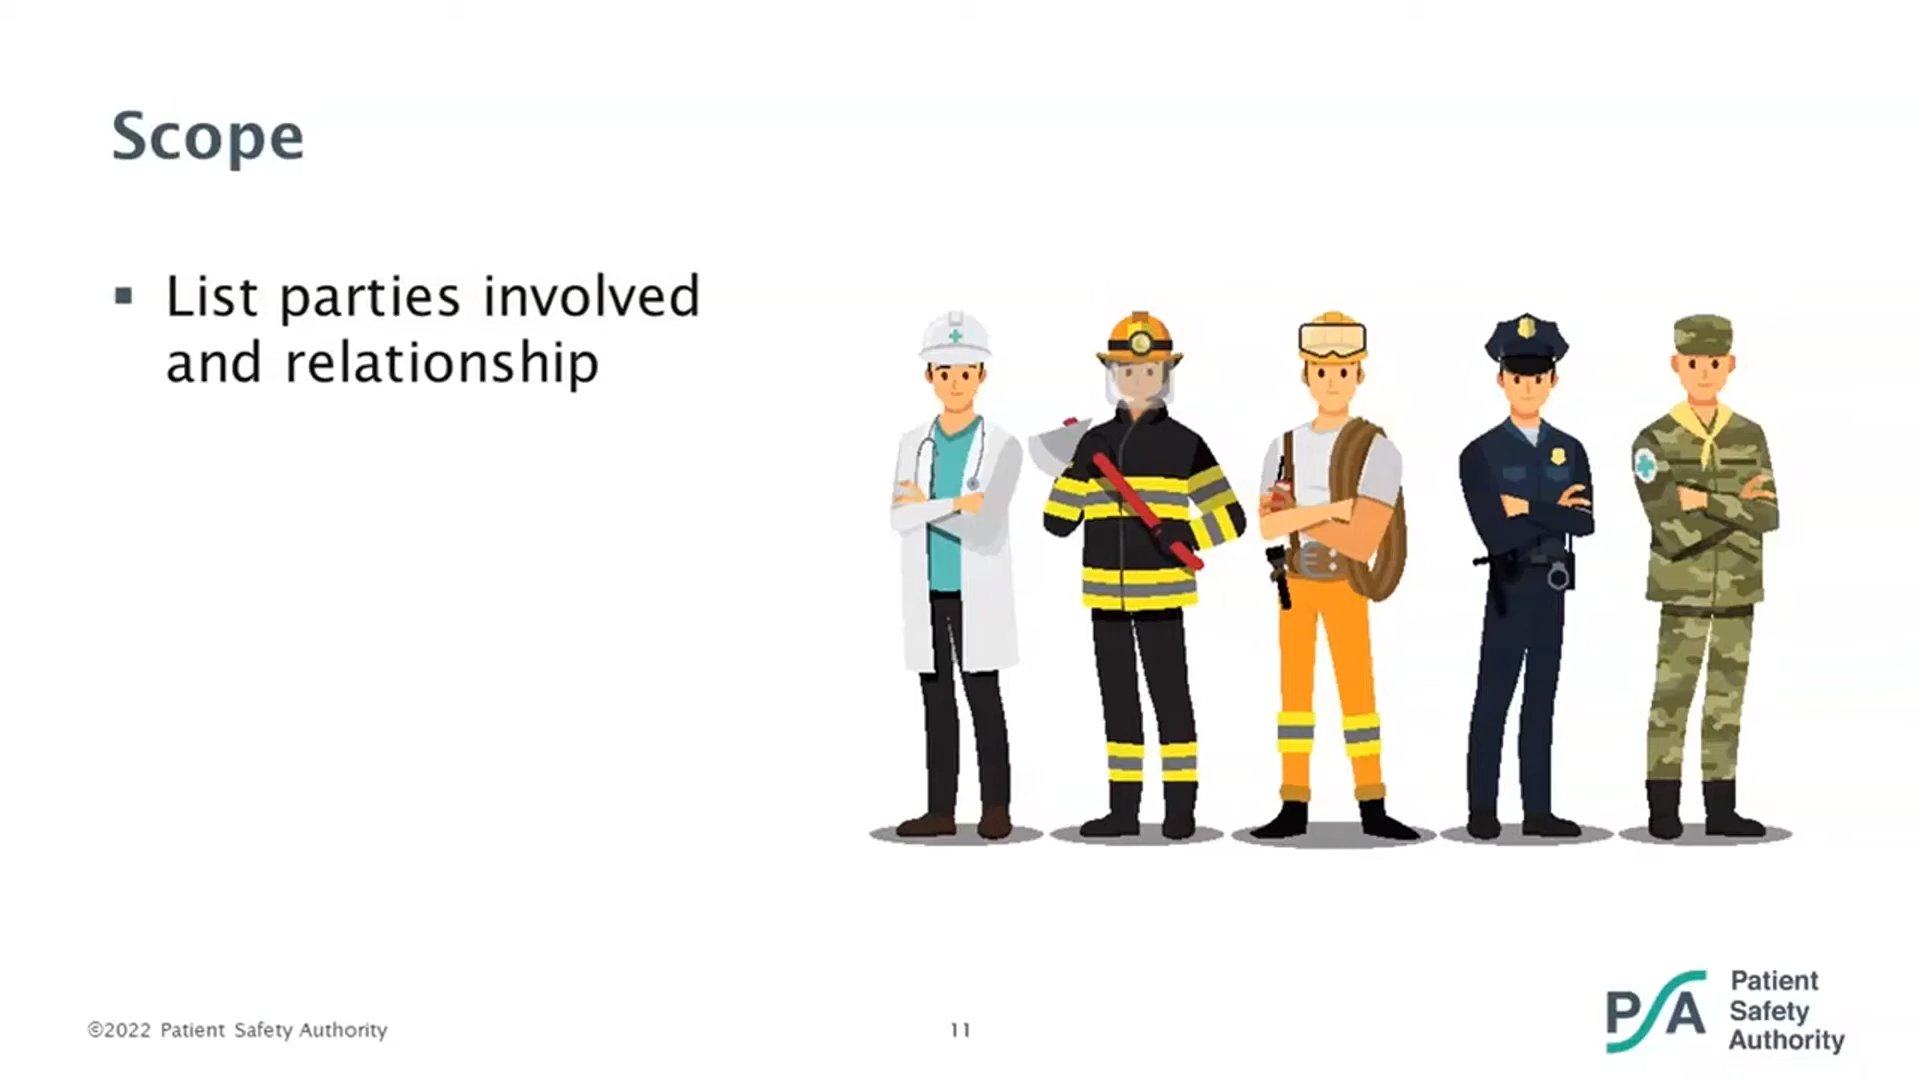 Scope
▪ List parties involved
and relationship
©2022 Patient Safety Authority
11
PSA
Patient
Safety
Authority